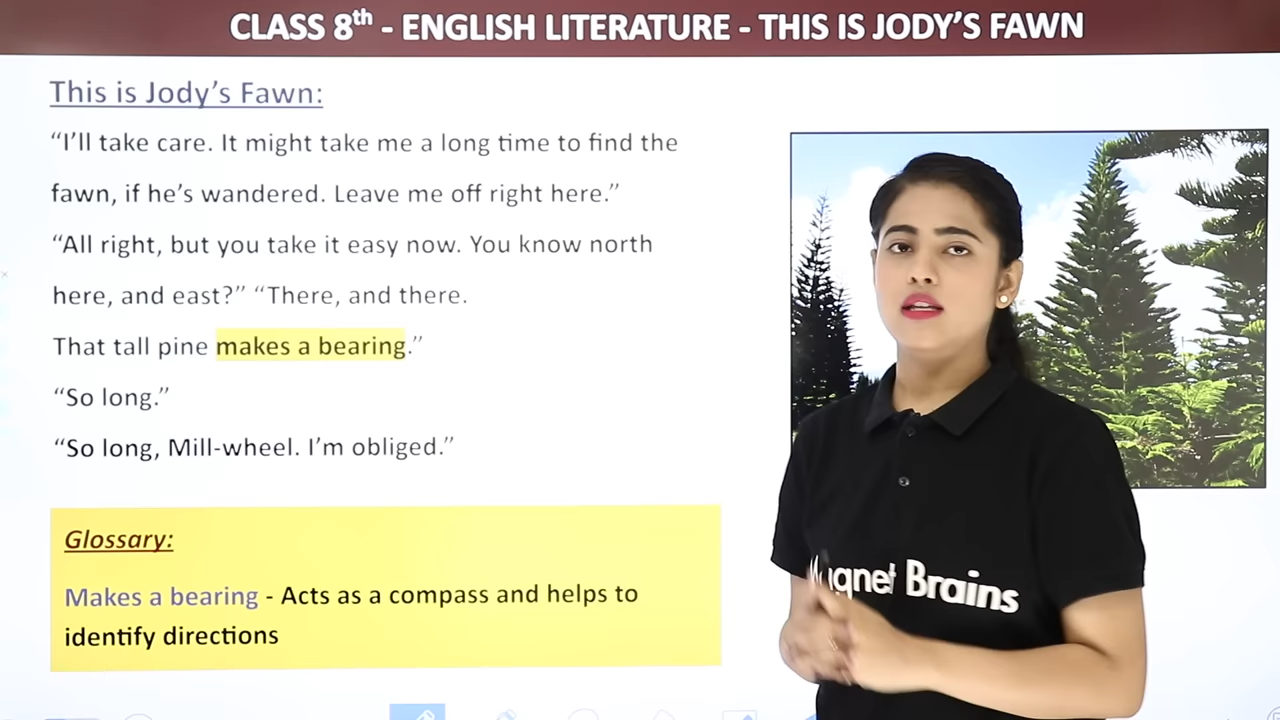 CLASS 8th - ENGLISH LITERATURE - THIS IS JODY'S FAWN
This is Jody's Fawn:
“I'll take care. It might take me a long time to find the
fawn, if he's wandered. Leave me off right here.”
“All right, but you take it easy now. You know north
here, and east?” “There, and there.
That tall pine makes a bearing.”
“So long.”
“So long, Mill-wheel. I'm obliged.”
Glossary:
Makes a bearing - Acts as a compass and helps to
identify directions
Brains